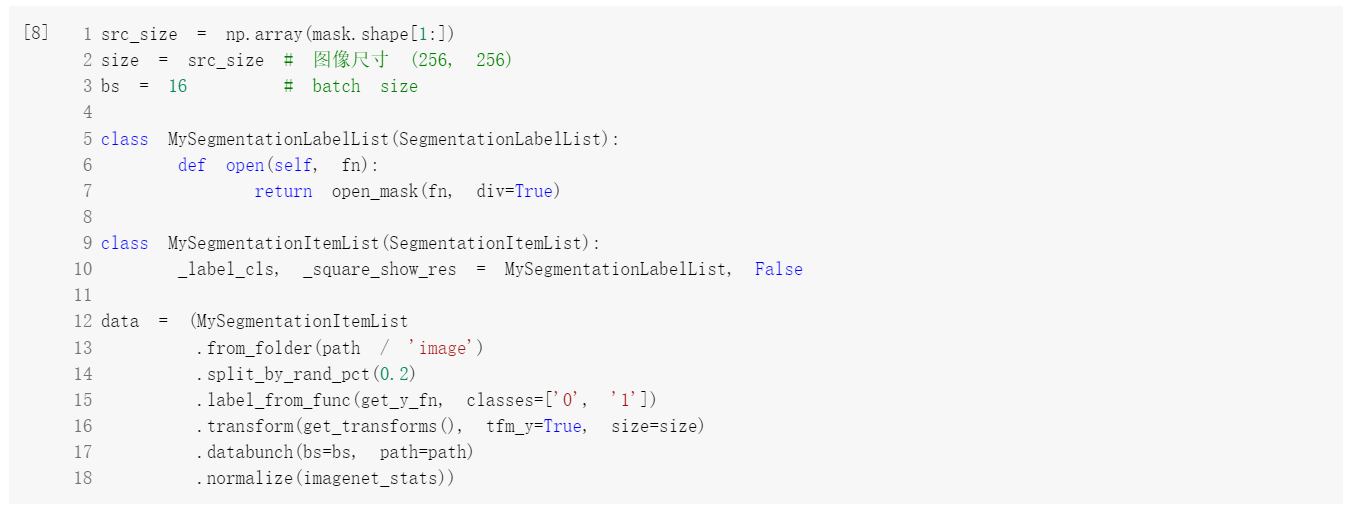 [8] 1 src_size = np.array(mask.shape[1:])
2 size = src_size # 图像尺寸 (256, 256)
3 bs = 16 # batch size
4
5 class MySegmentationLabelList(SegmentationLabelList):
6 def open(self, fn):
7 return open_mask(fn, div=True)
8
9 class MySegmentationItemList(SegmentationItemList):
10 _label_cls, _square_show_res = MySegmentationLabelList, False
11
12 data = (MySegmentationItemList
13 .from_folder(path / 'image')
14 .split_by_rand_pct(0.2)
15 .label_from_func(get_y_fn, classes=['0', '1'])
16 .transform(get_transforms(), tfm_y=True, size=size)
17 .databunch(bs=bs, path=path)
18 .normalize(imagenet_stats))